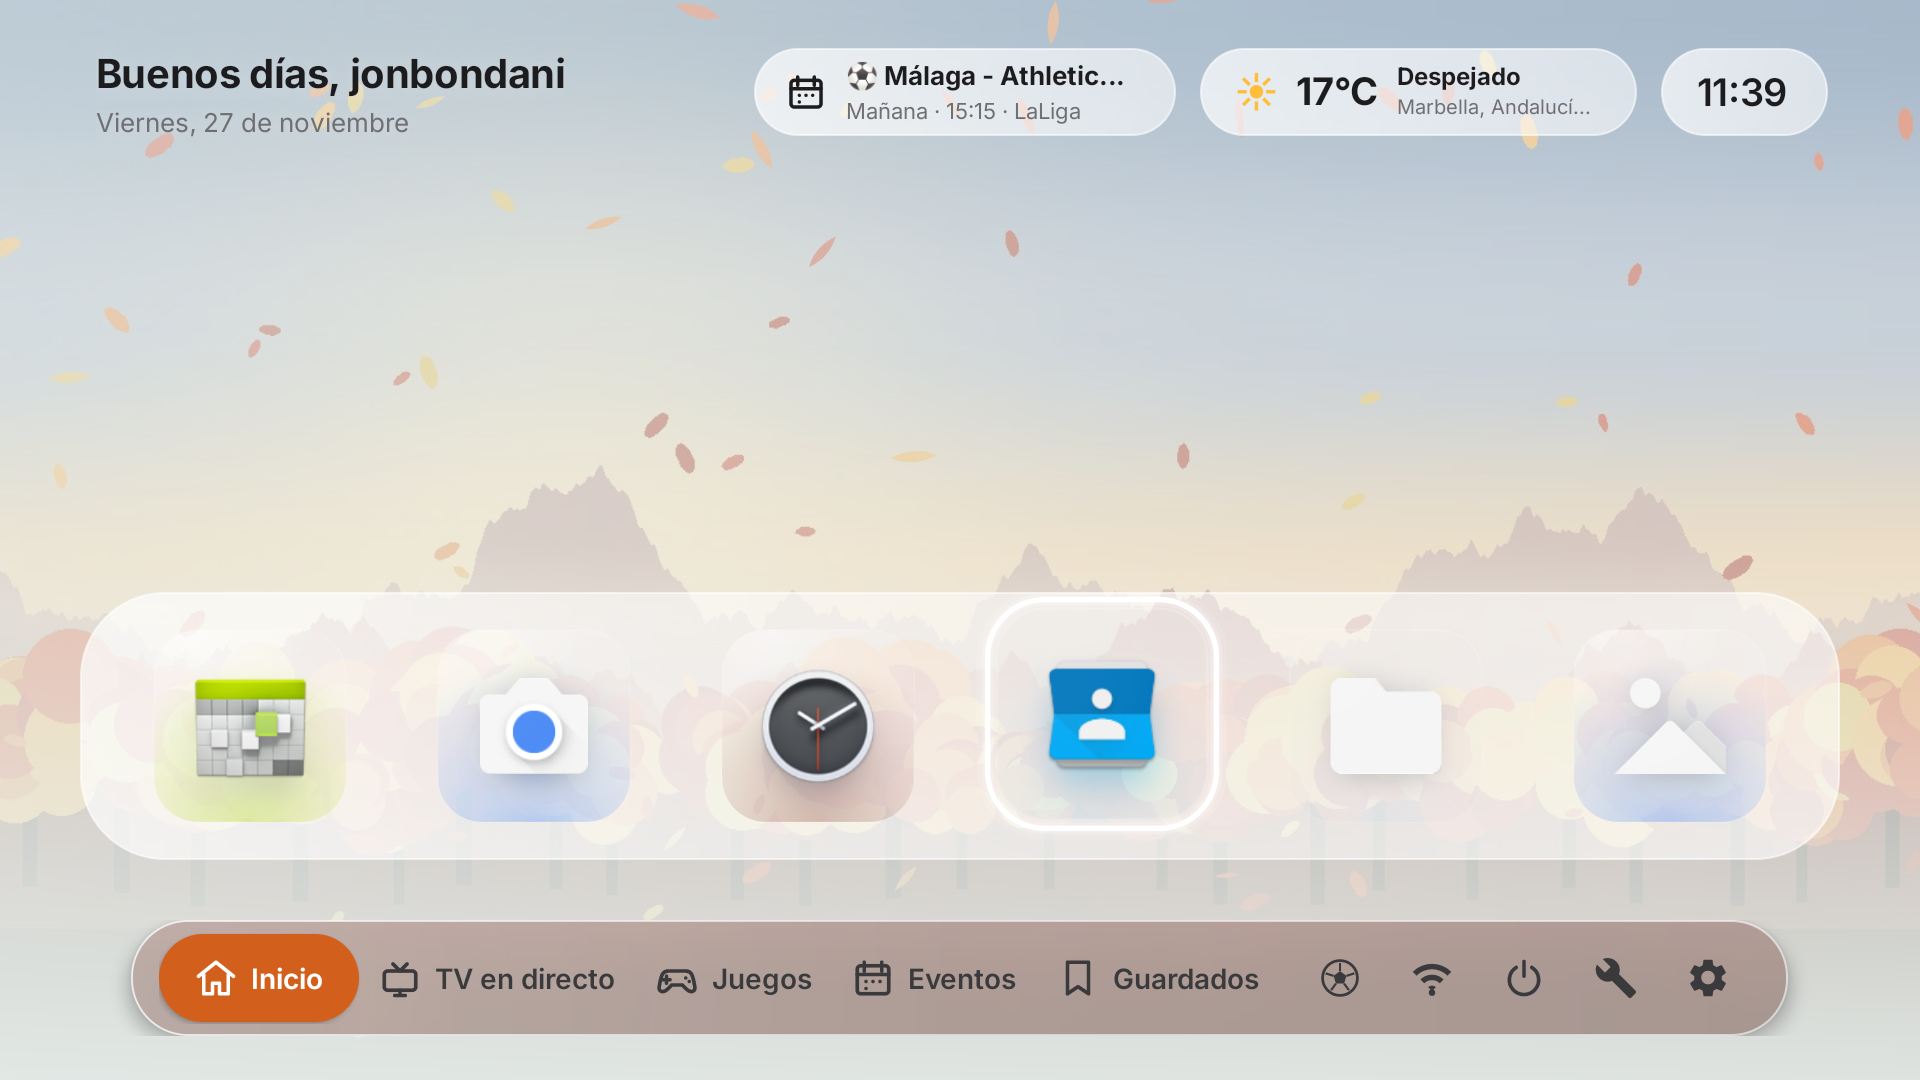 Buenos días, jonbondani
Viernes, 27 de noviembre
⚽ Málaga - Athletic...
Mañana · 15:15 · LaLiga
17°C
Despejado
Marbella, Andalucí...
11:39
Inicio
TV en directo
Juegos
Eventos
Guardados